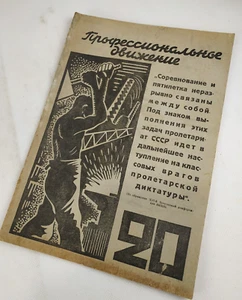 Профессиональное
движение
„Соревнование и
пятилетка нераз-
рывно связаны
между собой.
Под знаком вы-
полнения этих
задач пролетари-
ат СССР идет в
дальнейшее нас-
тупление на клас-
совых врагов
пролетарской
диктатуры".
20